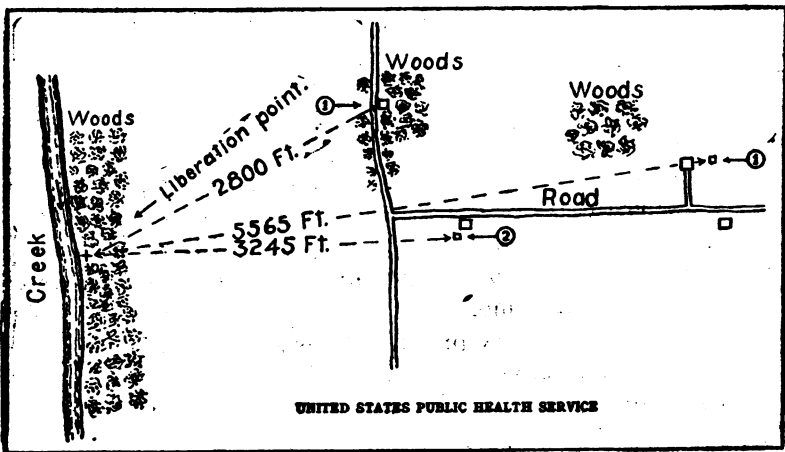 Woods
①
Woods
Woods
Liberation point.
2800 Ft.
①
Road
5565 Ft.
3245 Ft.
②
Creek
UNITED STATES PUBLIC HEALTH SERVICE